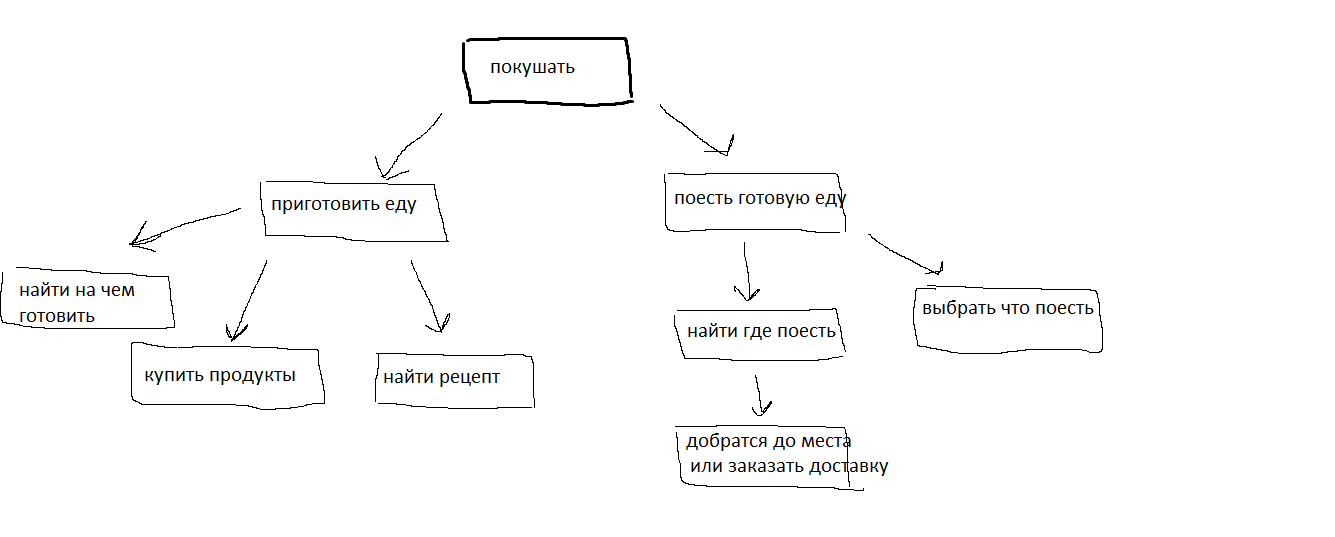 покушать
приготовить еду
поесть готовую еду
найти на чем
готовить
купить продукты
найти рецепт
найти где поесть
выбрать что поесть
добратся до места
или заказать доставку